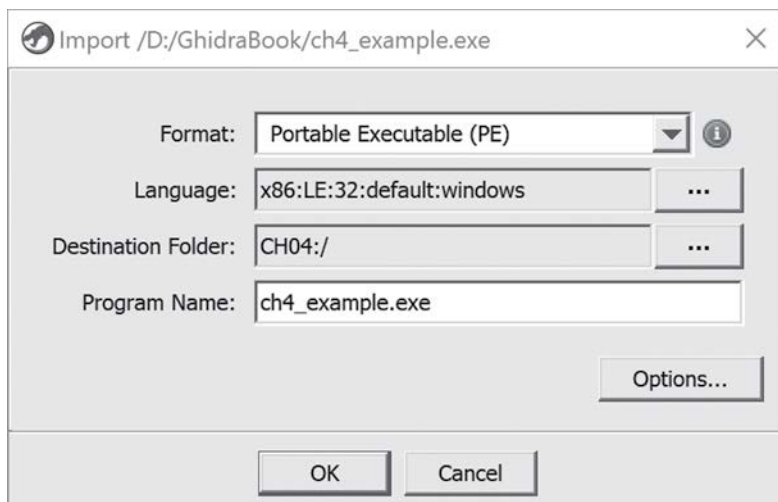 Import /D:/GhidraBook/ch4_example.exe
Format: Portable Executable (PE)
Language: x86:LE:32:default:windows ...
Destination Folder: CH04:/ ...
Program Name: ch4_example.exe
Options...
OK Cancel